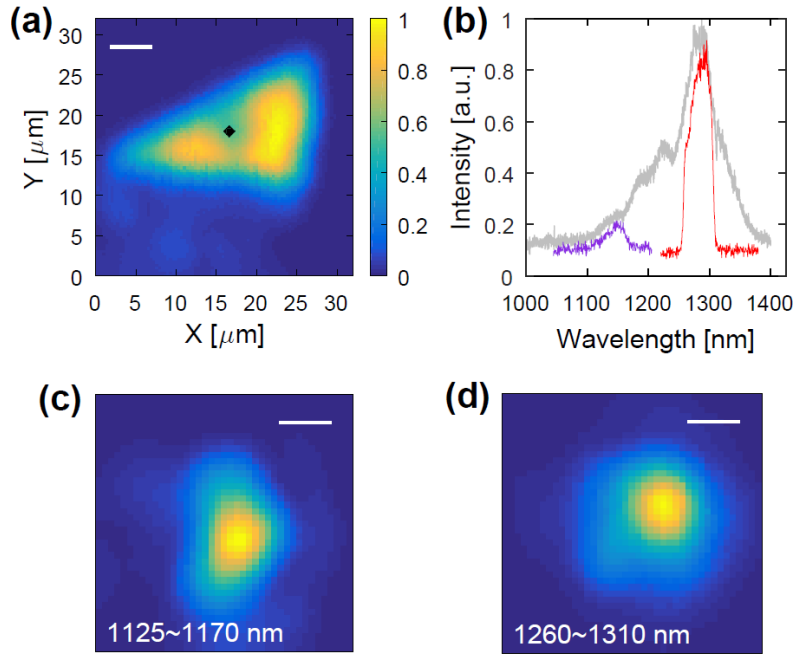 (a)
30
25
20
15
10
5
0
0 5 10 15 20 25 30
Y [μm]
X [μm]
1
0.8
0.6
0.4
0.2
0
(b)
1
0.8
0.6
0.4
0.2
0
1000 1100 1200 1300 1400
Intensity [a.u.]
Wavelength [nm]
(c)
1125~1170 nm
(d)
1260~1310 nm